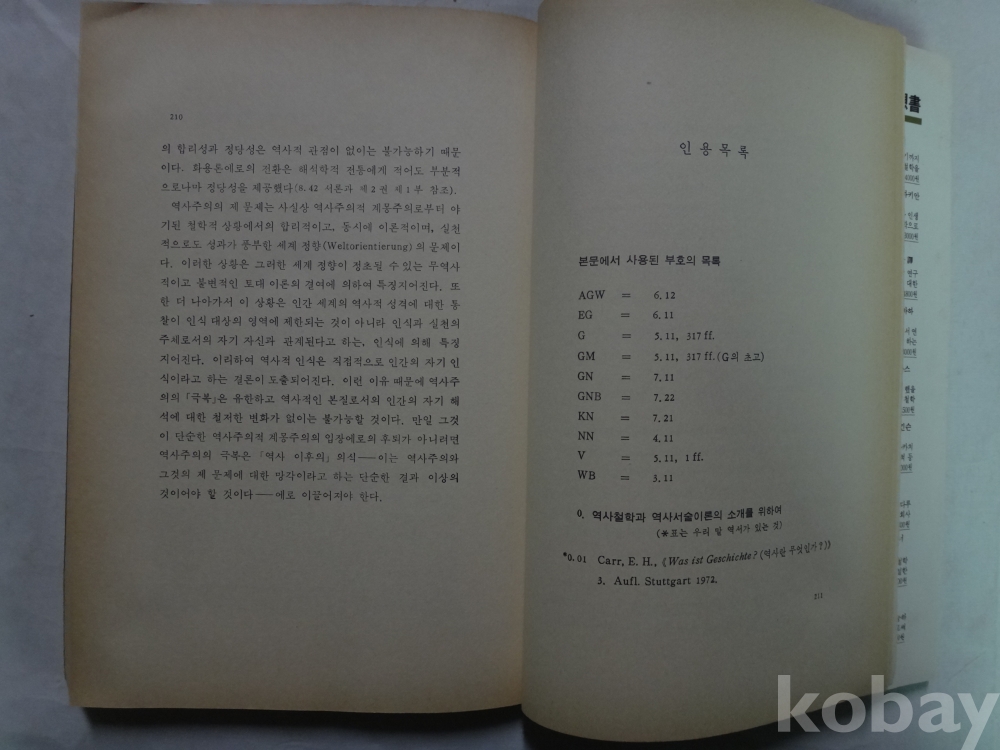 210
의 합리성과 정당성은 역사적 관점이 없이는 불가능하기 때문
이다. 화용론에로의 전환은 해석학적 전통에게 적어도 부분적
으로나마 정당성을 제공했다(8.42 서론과 제 2 권 제 1 부 참조).
역사주의의 제 문제는 사실상 역사주의적 계몽주의로부터 야
기된 철학적 상황에서의 합리적이고, 동시에 이론적이며, 실천
적으로도 성과가 풍부한 세계 정향(Weltorientierung)의 문제이
다. 이러한 상황은 그러한 세계 정향이 정초될 수 있는 무역사
적이고 불변적인 토대 이론의 결여에 의하여 특징지어진다. 또
한 더 나아가서 이 상황은 인간 세계의 역사적 성격에 대한 통
찰이 인식 대상의 영역에 제한되는 것이 아니라 인식과 실천의
주체로서의 자기 자신과 관계된다고 하는, 인식에 의해 특징
지어진다. 이리하여 역사적 인식은 직접적으로 인간의 자기 인
식이라고 하는 결론이 도출되어진다. 이런 이유 때문에 역사주
의의「극복」은 유한하고 역사적인 본질로서의 인간의 자기 해
석에 대한 철저한 변화가 없이는 불가능할 것이다. 만일 그것
이 단순한 역사주의적 계몽주의의 입장에로의 후퇴가 아니려면
역사주의의 극복은「역사 이후의」의식——이는 역사주의와
그것의 제 문제에 대한 망각이라고 하는 단순한 결과 이상의
것이어야 할 것이다——에로 이끌어져야 한다.
인용목록
본문에서 사용된 부호의 목록
AGW = 6.12
EG = 6.11
G = 5.11, 317 ff.
GM = 5.11, 317 ff.(G의 초고)
GN = 7.11
GNB = 7.22
KN = 7.21
NN = 4.11
V = 5.11, 1 ff.
WB = 3.11
0. 역사철학과 역사서술이론의 소개를 위하여
(*표는 우리 말 역서가 있는 것)
*0.01 Carr, E. H., 《Was ist Geschichte? (역사란 무엇인가?)》
3. Aufl. Stuttgart 1972.
211
kobay